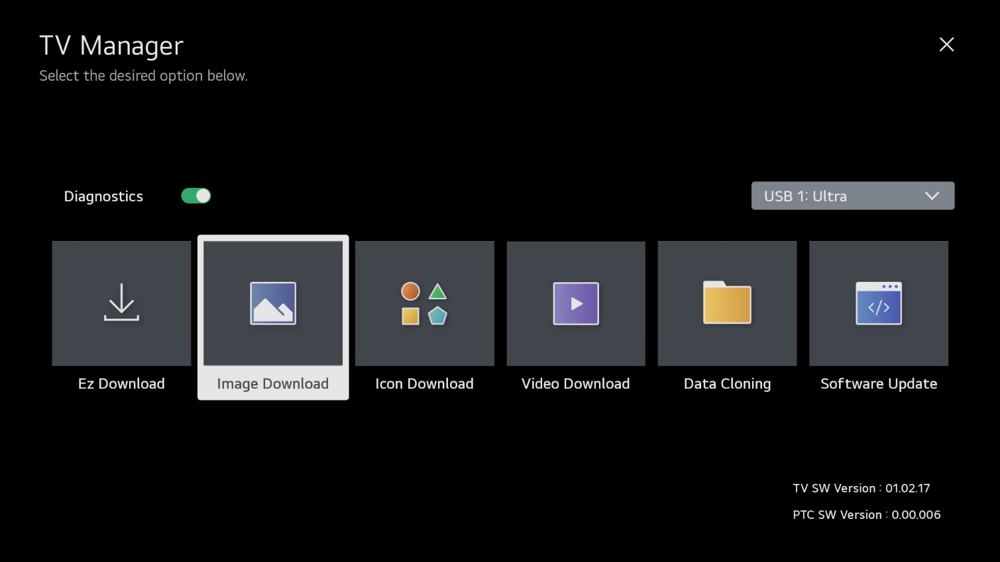 TV Manager
Select the desired option below.
Diagnostics
USB 1: Ultra
Ez Download
Image Download
Icon Download
Video Download
Data Cloning
Software Update
TV SW Version : 01.02.17
PTC SW Version : 0.00.006